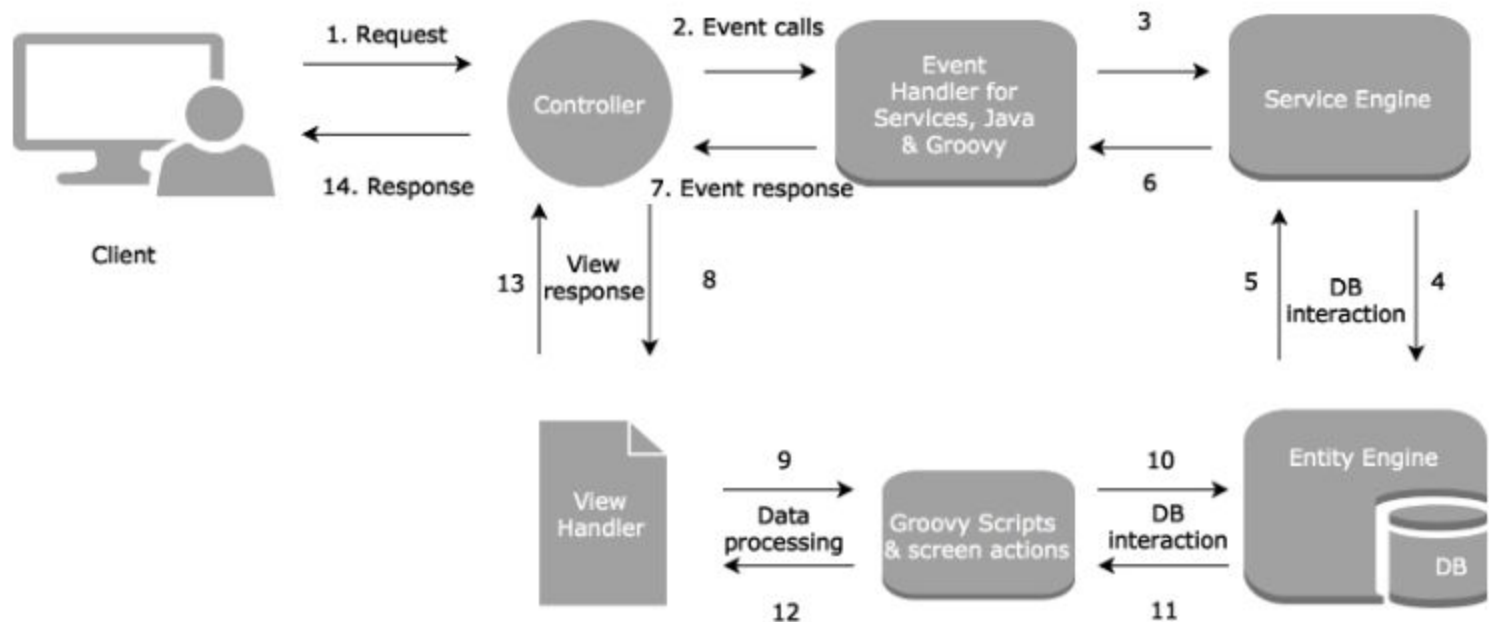 1. Request
2. Event calls
3
Event
Handler for
Services, Java
& Groovy
Controller
Service Engine
14. Response
7. Event response
6
Client
13
View
response
8
5
DB
interaction
4
9
10
Entity Engine
View
Handler
Data
processing
Groovy Scripts
& screen actions
DB
interaction
DB
12
11